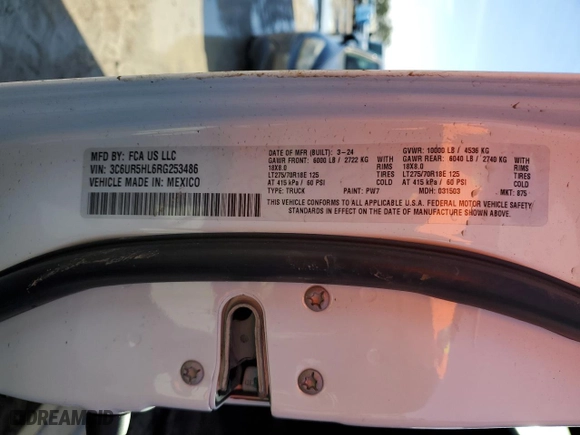 MFD BY: FCA US LLC
VIN: 3C6UR5HL6RG253486
VEHICLE MADE IN: MEXICO
DATE OF MFR (BUILT): 3-24 GVWR: 10000 LB / 4536 KG
GAWR FRONT: 6000 LB / 2722 KG WITH GAWR REAR: 6040 LB / 2740 KG WITH
18X8.0 RIMS 18X8.0 RIMS
LT275/70R18E 125 TIRES LT275/70R18E 125 TIRES
AT 415 kPa / 60 PSI COLD AT 415 kPa / 60 PSI COLD
TYPE: TRUCK PAINT: PW7 MDH: 031503 MKT: 875
THIS VEHICLE CONFORMS TO ALL APPLICABLE U.S.A. FEDERAL MOTOR VEHICLE SAFETY
STANDARDS IN EFFECT ON THE DATE OF MANUFACTURE SHOWN ABOVE.
DREAMBID